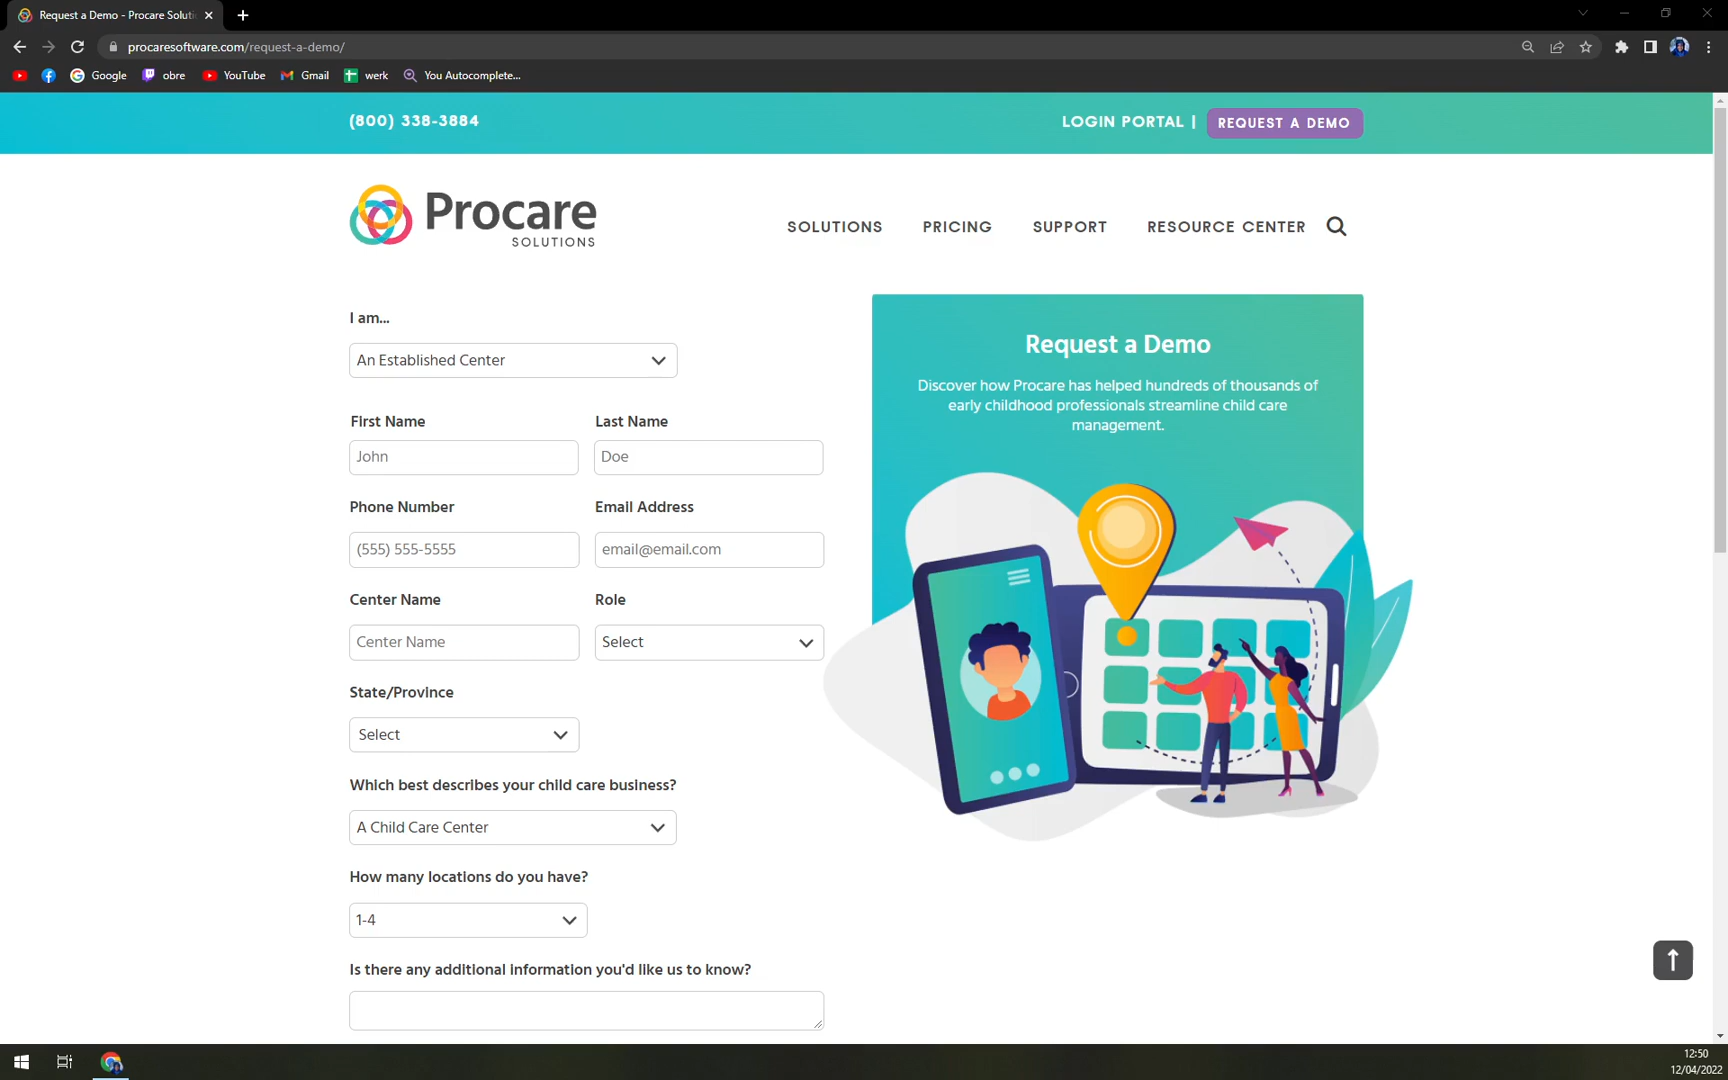 Request a Demo - Procare Soluti
procaresoftware.com/request-a-demo/
Google
obre
YouTube
Gmail
werk
You Autocomplete...
(800) 338-3884
LOGIN PORTAL |
REQUEST A DEMO
Procare
SOLUTIONS
SOLUTIONS
PRICING
SUPPORT
RESOURCE CENTER
I am...
An Established Center
First Name
Last Name
John
Doe
Phone Number
Email Address
(555) 555-5555
email@email.com
Center Name
Role
Center Name
Select
State/Province
Select
Which best describes your child care business?
A Child Care Center
How many locations do you have?
1-4
Is there any additional information you'd like us to know?
Request a Demo
Discover how Procare has helped hundreds of thousands of
early childhood professionals streamline child care
management.
12:50
12/04/2022